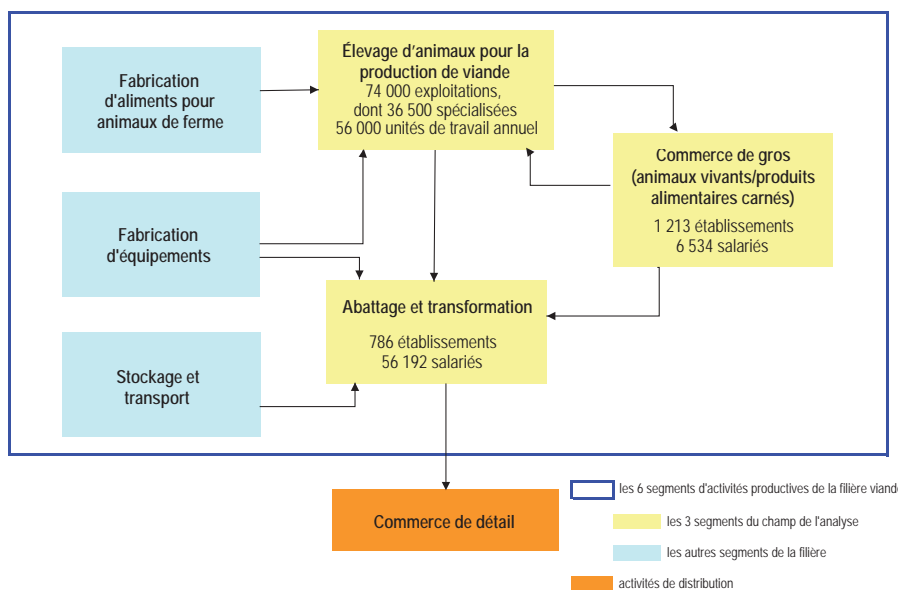 Fabrication
d'aliments pour
animaux de ferme
Élevage d'animaux pour la
production de viande
74 000 exploitations,
dont 36 500 spécialisées
56 000 unités de travail annuel
Commerce de gros
(animaux vivants/produits
alimentaires carnés)
1 213 établissements
6 534 salariés
Fabrication
d'équipements
Abattage et transformation
786 établissements
56 192 salariés
Stockage et
transport
Commerce de détail
les 6 segments d'activités productives de la filière viande
les 3 segments du champ de l'analyse
les autres segments de la filière
activités de distribution